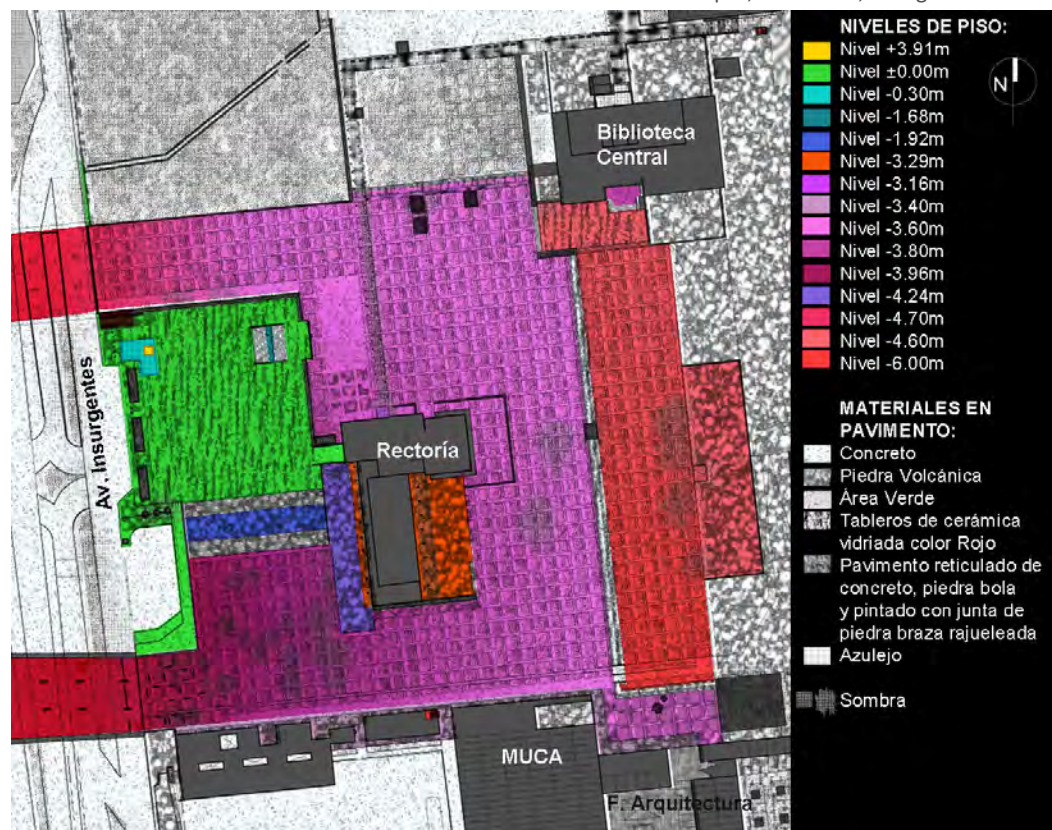 NIVELES DE PISO:
Nivel +3.91m
Nivel ±0.00m
Nivel -0.30m
Nivel -1.68m
Nivel -1.92m
Nivel -3.29m
Nivel -3.16m
Nivel -3.40m
Nivel -3.60m
Nivel -3.80m
Nivel -3.96m
Nivel -4.24m
Nivel -4.70m
Nivel -4.60m
Nivel -6.00m
N
MATERIALES EN
PAVIMENTO:
Concreto
Piedra Volcánica
Área Verde
Tableros de cerámica
vidriada color Rojo
Pavimento reticulado de
concreto, piedra bola
y pintado con junta de
piedra braza rajueleada
Azulejo
Sombra
Biblioteca
Central
Av. Insurgentes
Rectoría
MUCA
F. Arquitectura